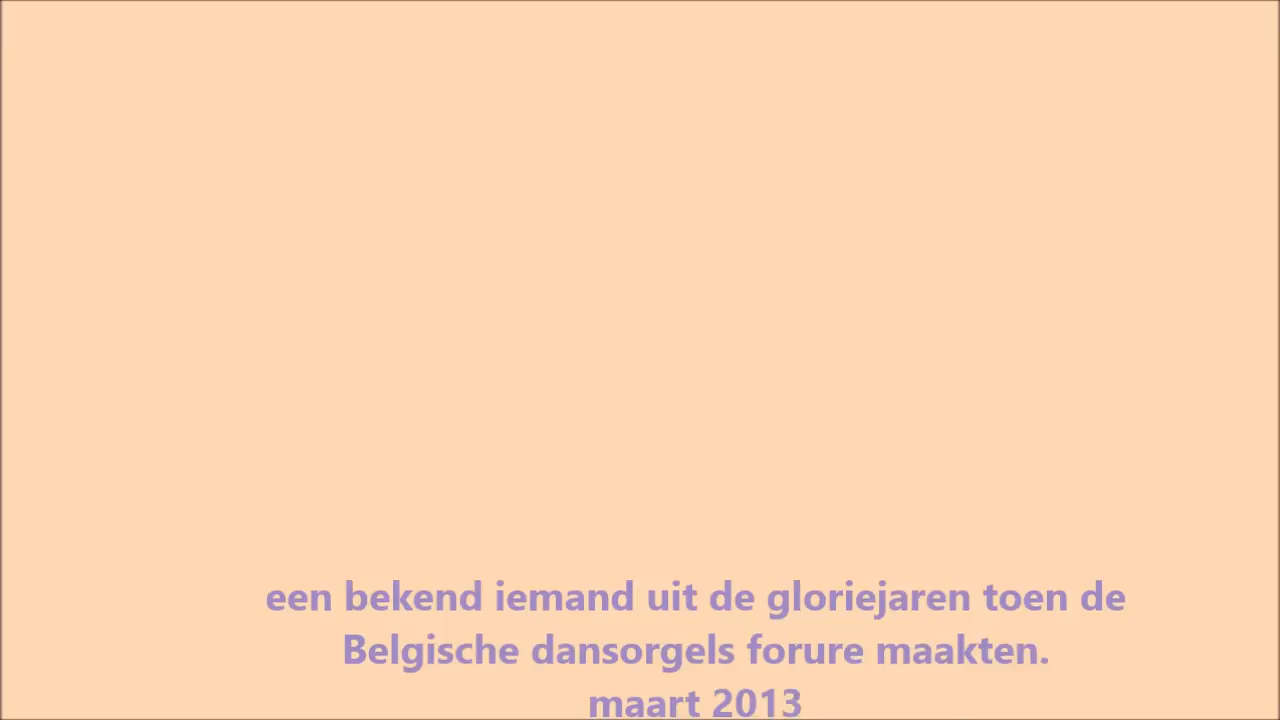 een bekend iemand uit de gloriejaren toen de
Belgische dansorgels forure maakten.
maart 2013